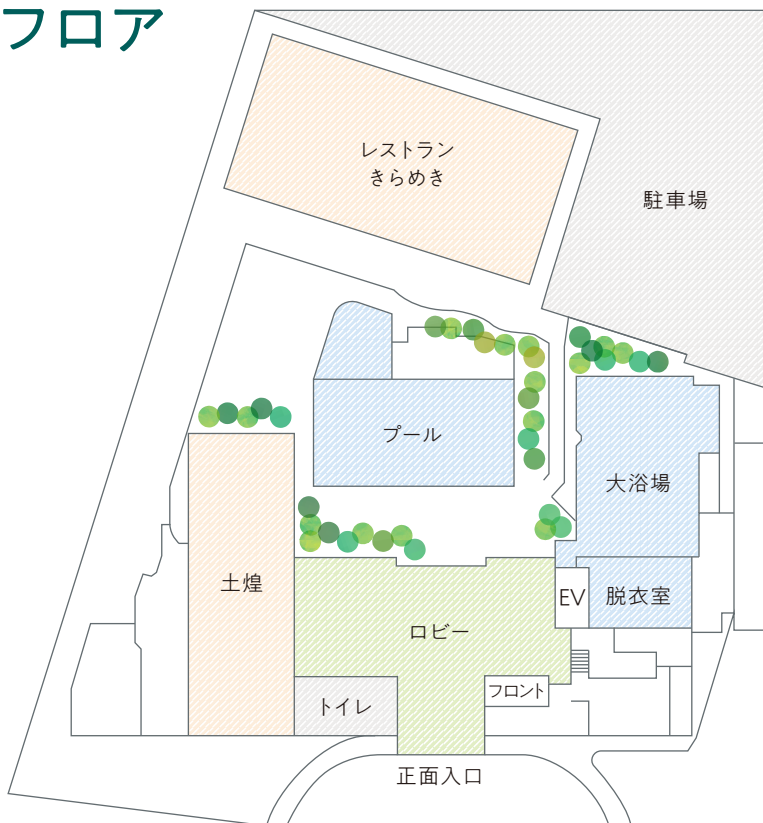 フロア
レストラン
きらめき
駐車場
プール
大浴場
土煌
EV
脱衣室
ロビー
フロント
トイレ
正面入口